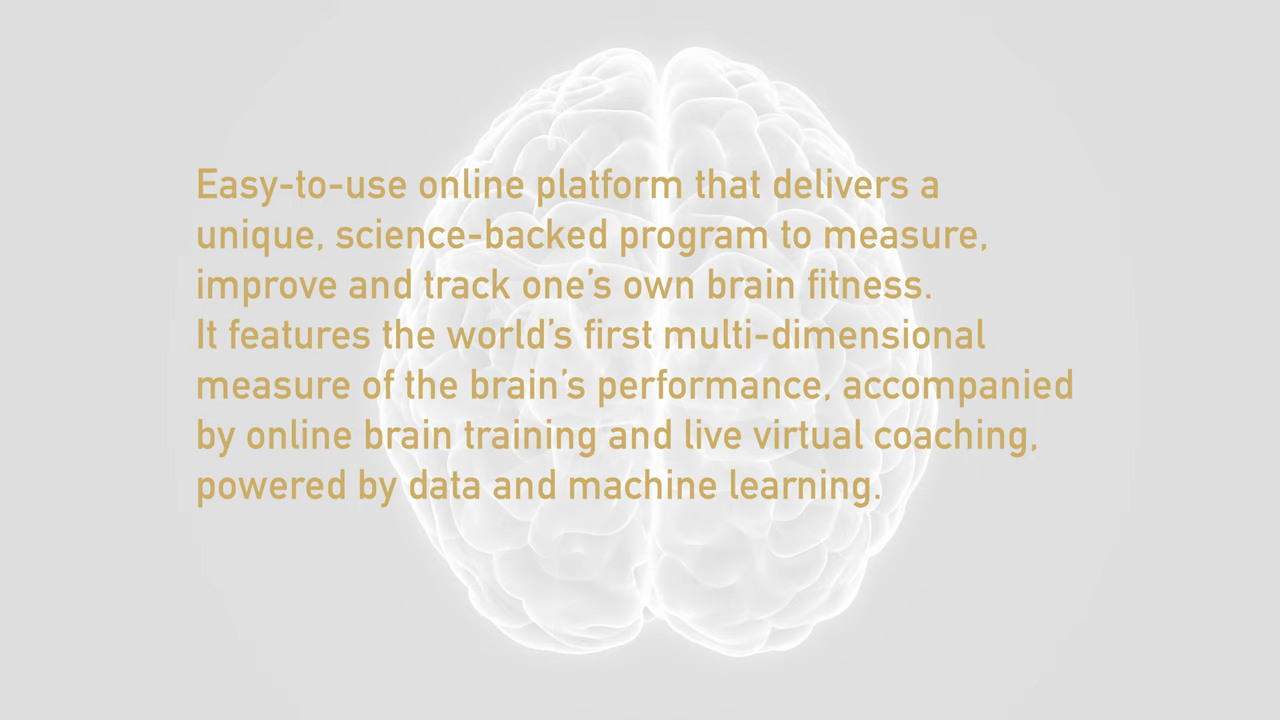 Easy-to-use online platform that delivers a
unique, science-backed program to measure,
improve and track one’s own brain fitness.
It features the world’s first multi-dimensional
measure of the brain’s performance, accompanied
by online brain training and live virtual coaching,
powered by data and machine learning.